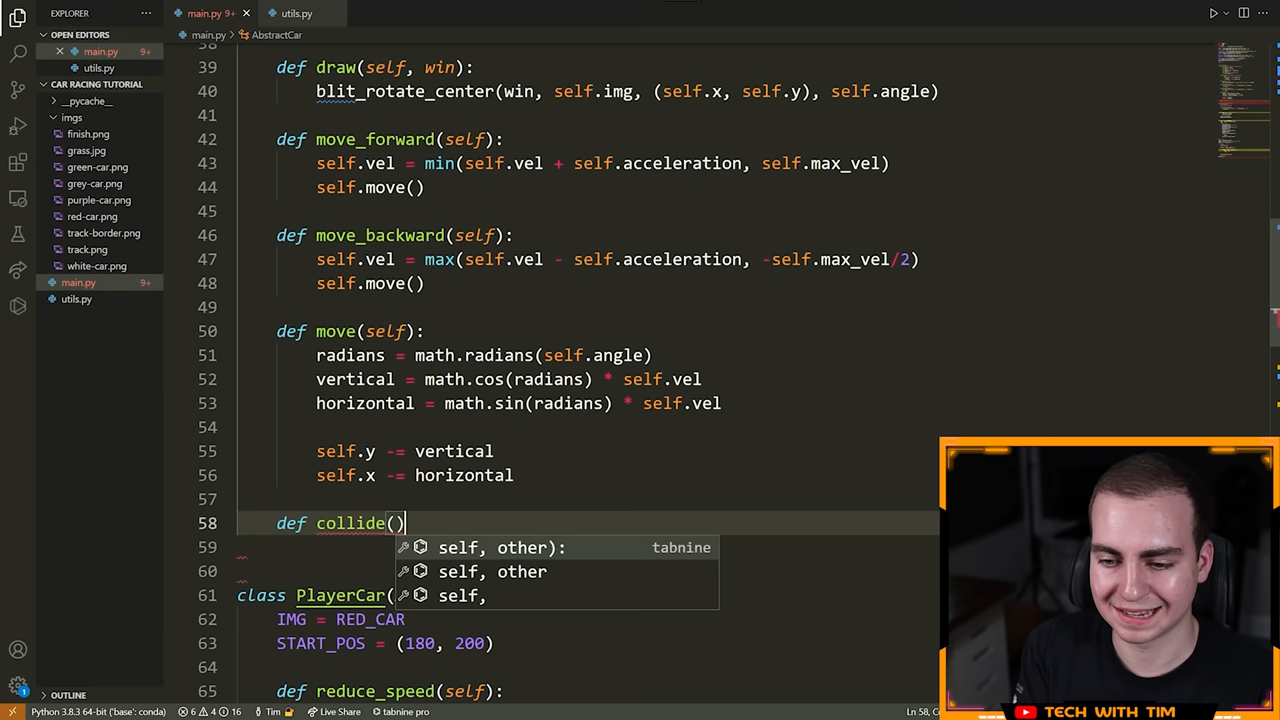 EXPLORER
main.py 9+
utils.py
OPEN EDITORS
main.py > AbstractCar
main.py 9+
utils.py
CAR RACING TUTORIAL
__pycache__
imgs
finish.png
grass.jpg
green-car.png
grey-car.png
purple-car.png
red-car.png
track-border.png
track.png
white-car.png
main.py 9+
utils.py
OUTLINE
38
39 def draw(self, win):
40 blit_rotate_center(win, self.img, (self.x, self.y), self.angle)
41
42 def move_forward(self):
43 self.vel = min(self.vel + self.acceleration, self.max_vel)
44 self.move()
45
46 def move_backward(self):
47 self.vel = max(self.vel - self.acceleration, -self.max_vel/2)
48 self.move()
49
50 def move(self):
51 radians = math.radians(self.angle)
52 vertical = math.cos(radians) * self.vel
53 horizontal = math.sin(radians) * self.vel
54
55 self.y -= vertical
56 self.x -= horizontal
57
58 def collide()
59
self, other): tabnine
60
self, other
self,
61 class PlayerCar(
62 IMG = RED_CAR
63 START_POS = (180, 200)
64
65 def reduce_speed(self):
1
Python 3.8.3 64-bit ('base': conda) 6 4 16 Tim Live Share tabnine pro
Ln 58, Co
TECH WITH TIM